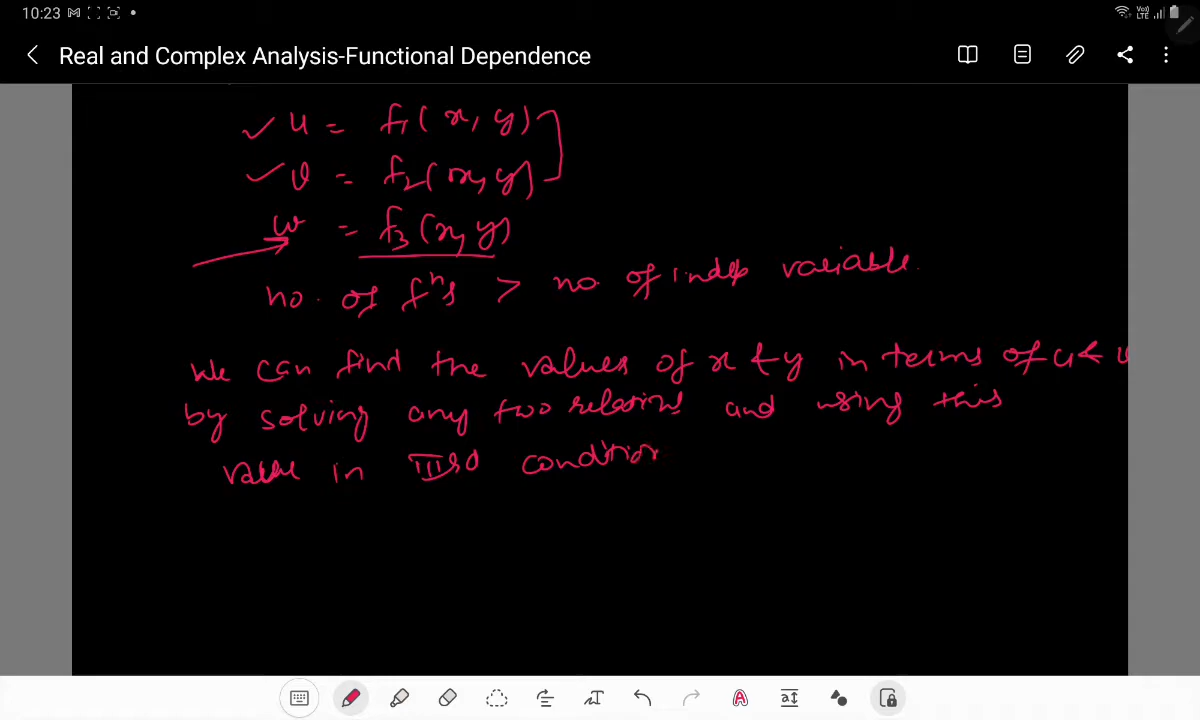 10:23
Vo)) LTE
Real and Complex Analysis-Functional Dependence
✓ u = f₁(x, y)
✓ v = f₂(x, y)
w = f₃(x, y)
no. of fⁿs > no. of indep variable.
We can find the values of x & y in terms of u & v
by solving any two relations and using this
value in IIIrd condition